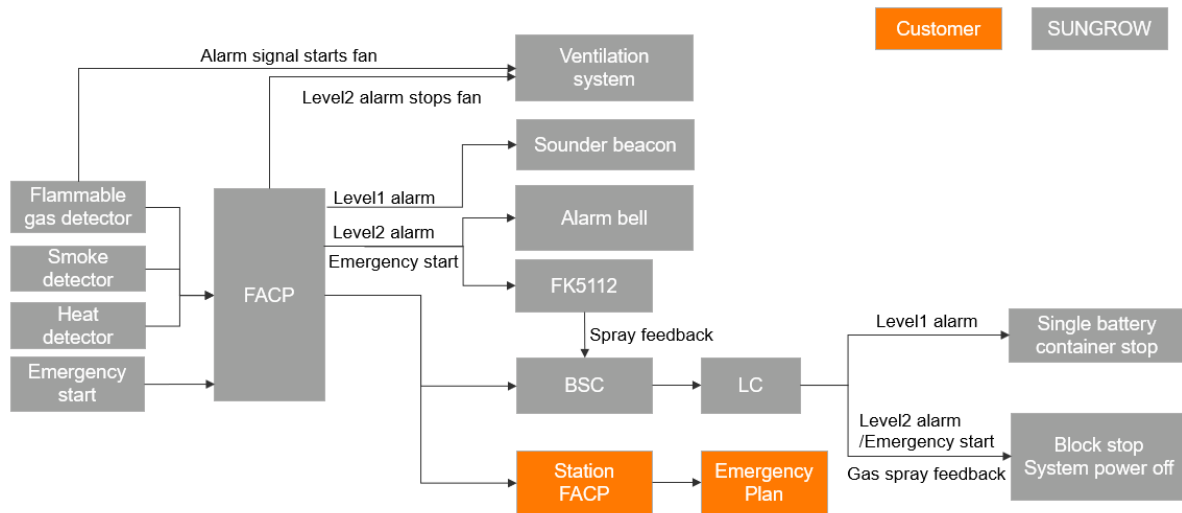 Customer
SUNGROW
Alarm signal starts fan
Ventilation
system
Level2 alarm stops fan
Sounder beacon
Flammable
gas detector
Level1 alarm
Alarm bell
Level2 alarm
Emergency start
Smoke
detector
FACP
FK5112
Heat
detector
Spray feedback
Level1 alarm
Single battery
container stop
Emergency
start
BSC
LC
Level2 alarm
/Emergency start
Gas spray feedback
Block stop
System power off
Station
FACP
Emergency
Plan